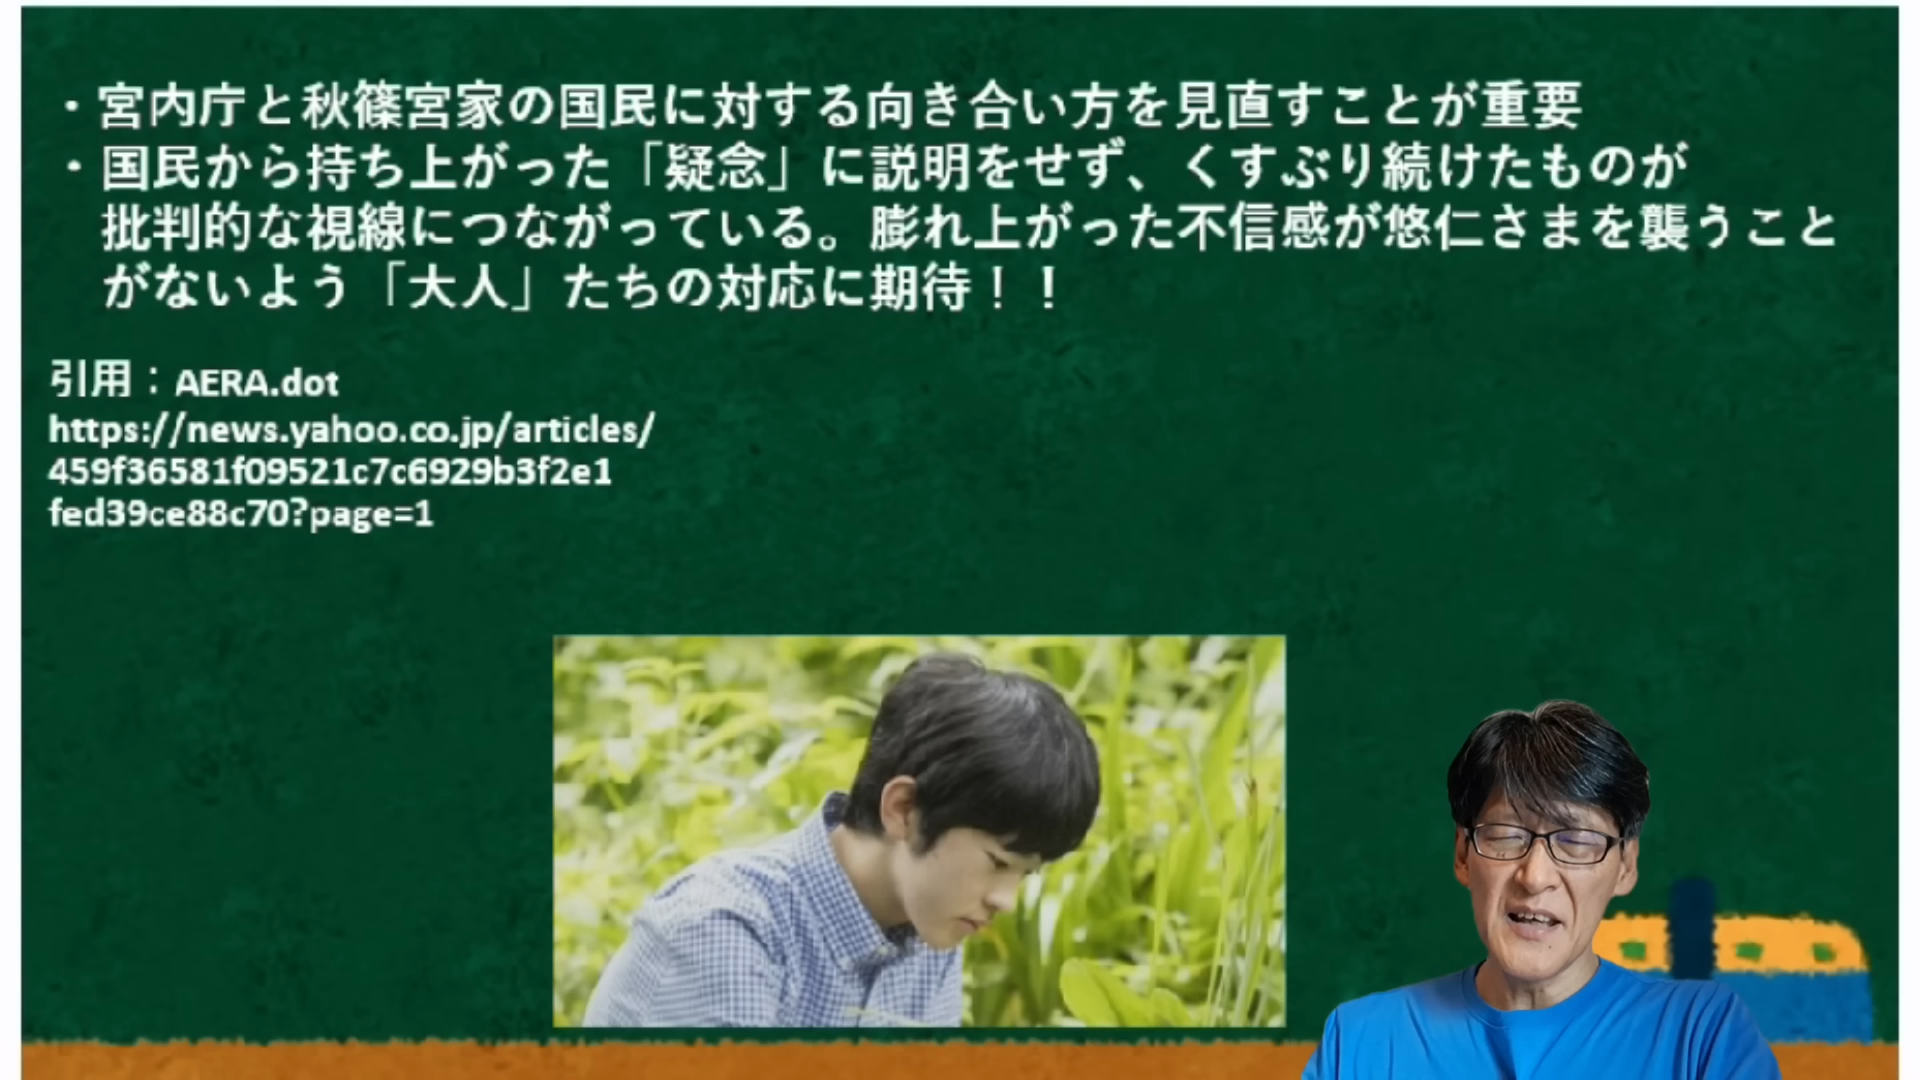 ・宮内庁と秋篠宮家の国民に対する向き合い方を見直すことが重要
・国民から持ち上がった「疑念」に説明をせず、くすぶり続けたものが
批判的な視線につながっている。膨れ上がった不信感が悠仁さまを襲うこと
がないよう「大人」たちの対応に期待！！
引用：AERA.dot
https://news.yahoo.co.jp/articles/
459f36581f09521c7c6929b3f2e1
fed39ce88c70?page=1